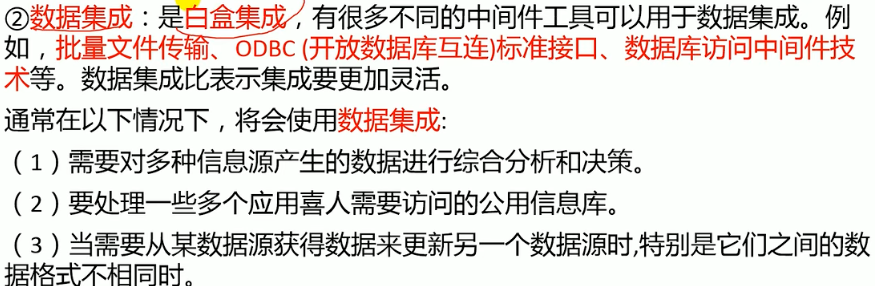 ②数据集成：是白盒集成，有很多不同的中间件工具可以用于数据集成。例
如，批量文件传输、ODBC (开放数据库互连)标准接口、数据库访问中间件技
术等。数据集成比表示集成要更加灵活。
通常在以下情况下，将会使用数据集成:
（1）需要对多种信息源产生的数据进行综合分析和决策。
（2）要处理一些多个应用喜人需要访问的公用信息库。
（3）当需要从某数据源获得数据来更新另一个数据源时,特别是它们之间的数
据格式不相同时。